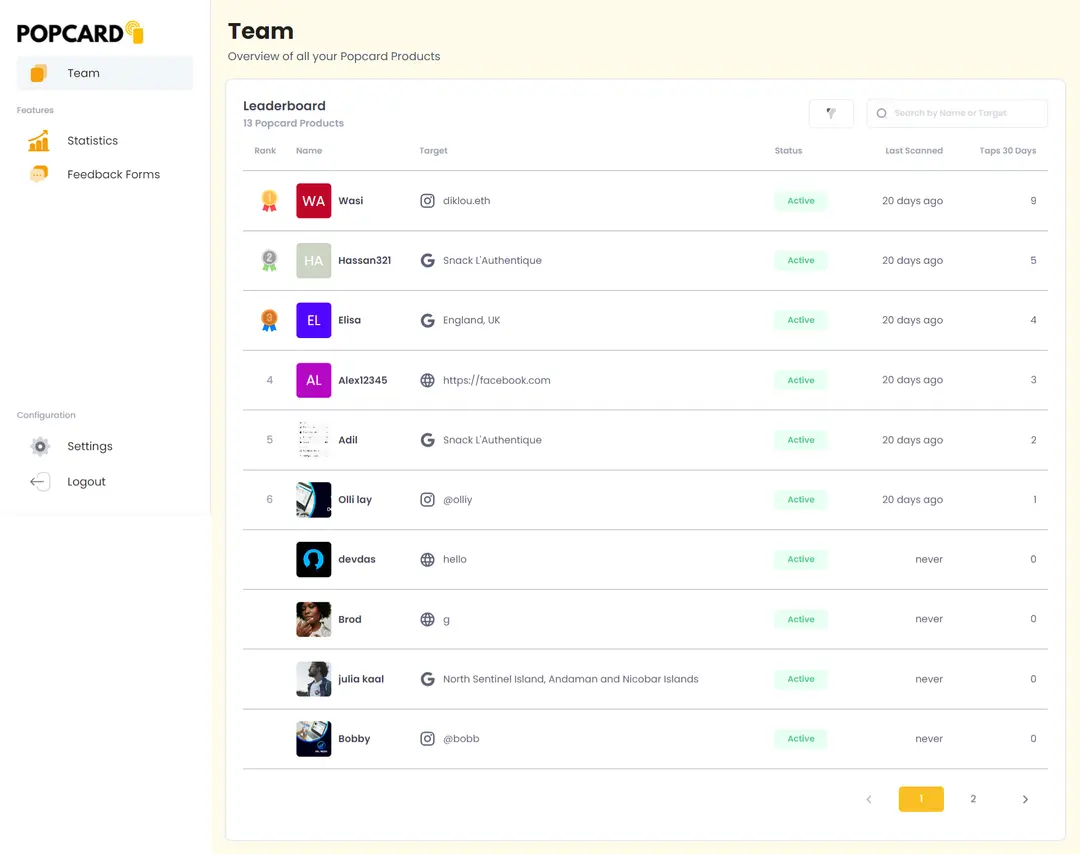 POPCARD
Team
Features
Statistics
Feedback Forms
Configuration
Settings
Logout
Team
Overview of all your Popcard Products
Leaderboard
13 Popcard Products
Search by Name or Target
Rank Name Target Status Last Scanned Taps 30 Days
1 WA Wasi diklou.eth Active 20 days ago 9
2 HA Hassan321 Snack L'Authentique Active 20 days ago 5
3 EL Elisa England, UK Active 20 days ago 4
4 AL Alex12345 https://facebook.com Active 20 days ago 3
5 Adil Snack L'Authentique Active 20 days ago 2
6 Olli lay @olliy Active 20 days ago 1
devdas hello Active never 0
Brod g Active never 0
julia kaal North Sentinel Island, Andaman and Nicobar Islands Active never 0
Bobby @bobb Active never 0
1 2